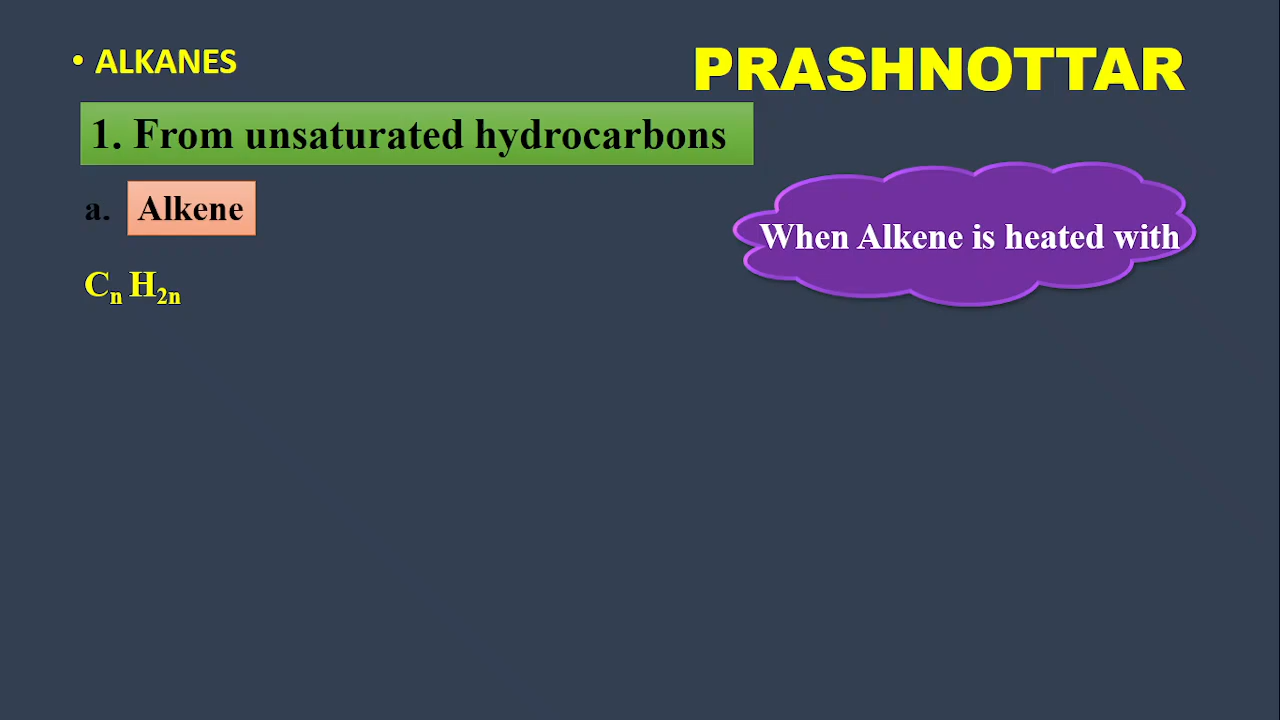 • ALKANES
PRASHNOTTAR
1. From unsaturated hydrocarbons
a. Alkene
When Alkene is heated with
Cₙ H₂ₙ